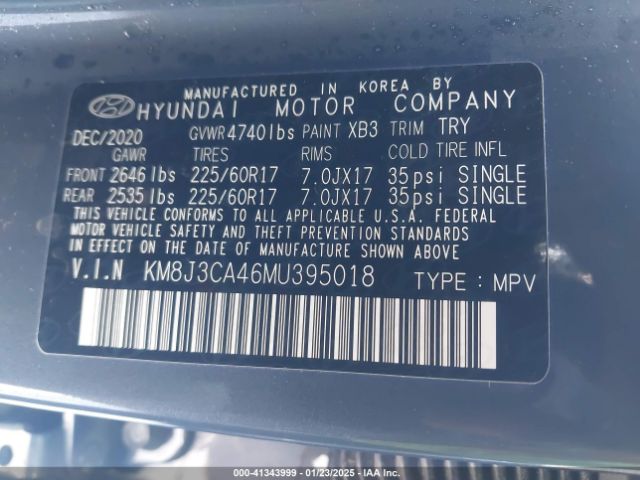 MANUFACTURED IN KOREA BY
HYUNDAI MOTOR COMPANY
DEC/2020 GVWR 4740lbs PAINT XB3 TRIM TRY
GAWR TIRES RIMS COLD TIRE INFL
FRONT 2646 lbs 225/60R17 7.0JX17 35psi SINGLE
REAR 2535 lbs 225/60R17 7.0JX17 35psi SINGLE
THIS VEHICLE CONFORMS TO ALL APPLICABLE U.S.A. FEDERAL
MOTOR VEHICLE SAFETY AND THEFT PREVENTION STANDARDS
IN EFFECT ON THE DATE OF MANUFACTURE SHOWN ABOVE
V.I.N KM8J3CA46MU395018 TYPE : MPV
000-41343999 - 01/23/2025 - IAA Inc.